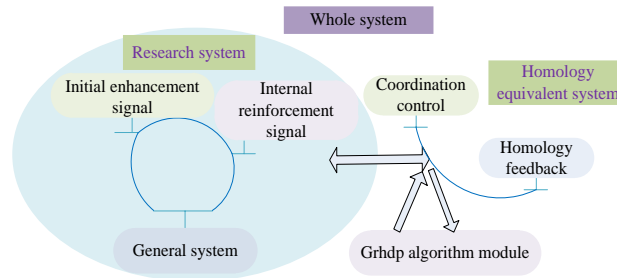 Whole system
Research system
Initial enhancement
signal
Internal
reinforcement
signal
General system
Coordination
control
Homology
equivalent system
Homology
feedback
Grhdp algorithm module